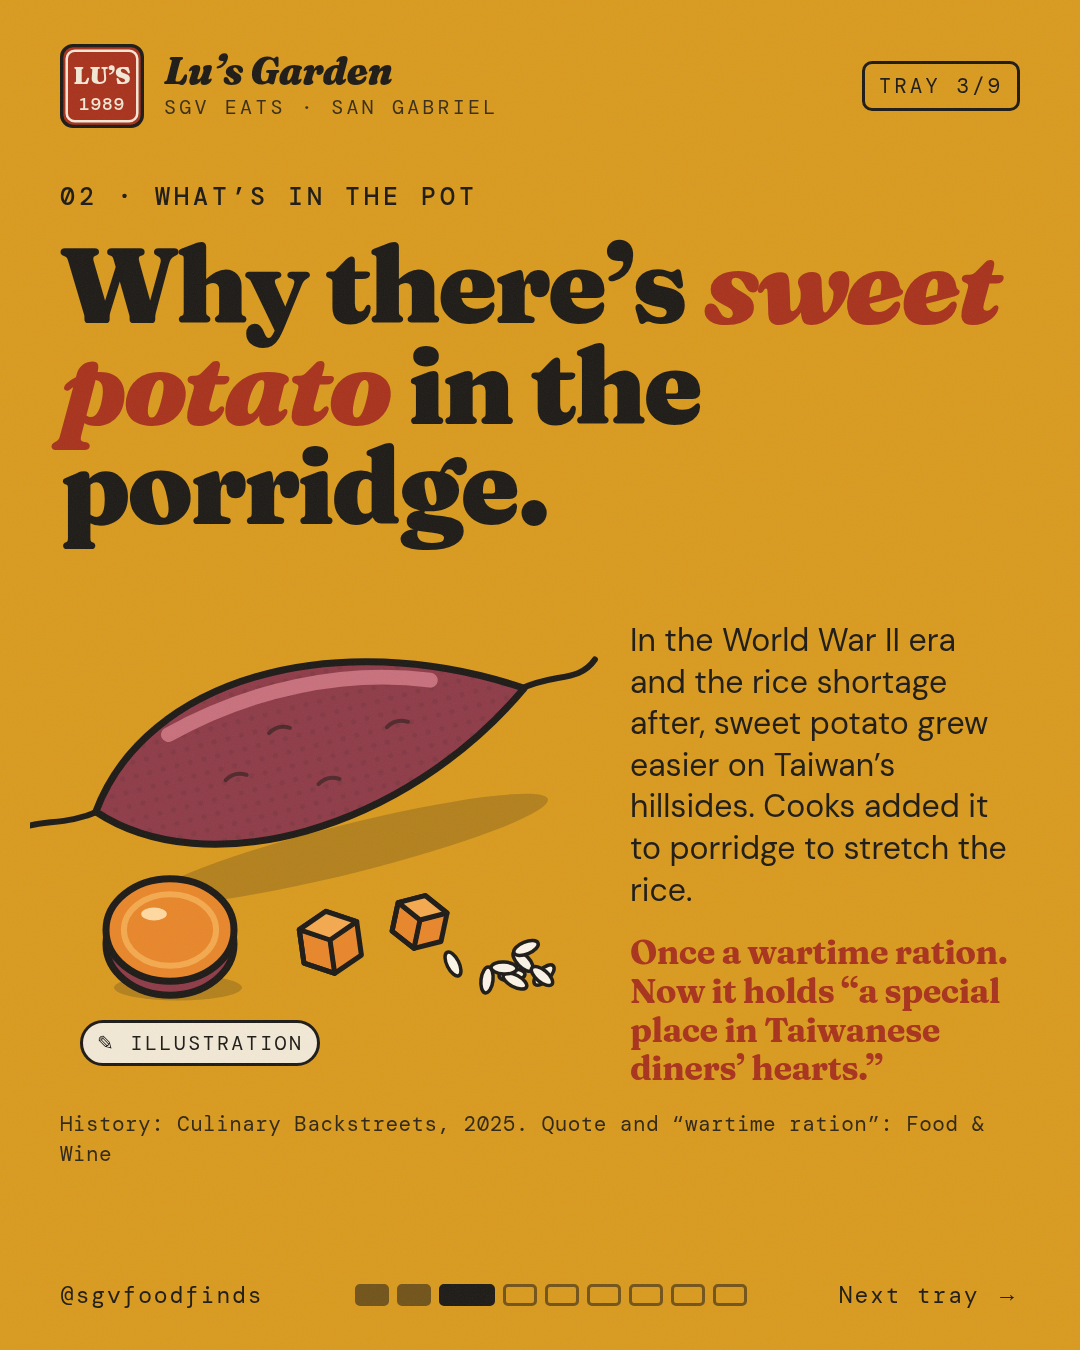 LU’S
1989
Lu’s Garden
SGV EATS · SAN GABRIEL
TRAY 3/9
02 · WHAT’S IN THE POT
Why there’s sweet
potato in the
porridge.
In the World War II era
and the rice shortage
after, sweet potato grew
easier on Taiwan’s
hillsides. Cooks added it
to porridge to stretch the
rice.
Once a wartime ration.
Now it holds “a special
place in Taiwanese
diners’ hearts.”
✎ ILLUSTRATION
History: Culinary Backstreets, 2025. Quote and “wartime ration”: Food &
Wine
@sgvfoodfinds
Next tray →